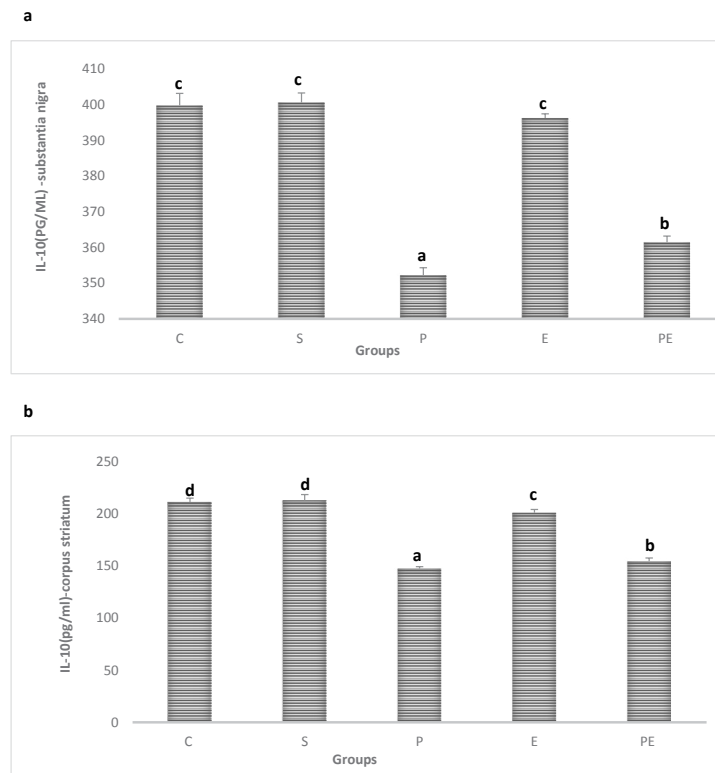 a
IL-10(PG/ML) -substantia nigra
410
400
390
380
370
360
350
340
c
c
a
c
b
C
S
P
E
PE
Groups
b
IL-10(pg/ml)-corpus striatum
250
200
150
100
50
0
d
d
a
c
b
C
S
P
E
PE
Groups